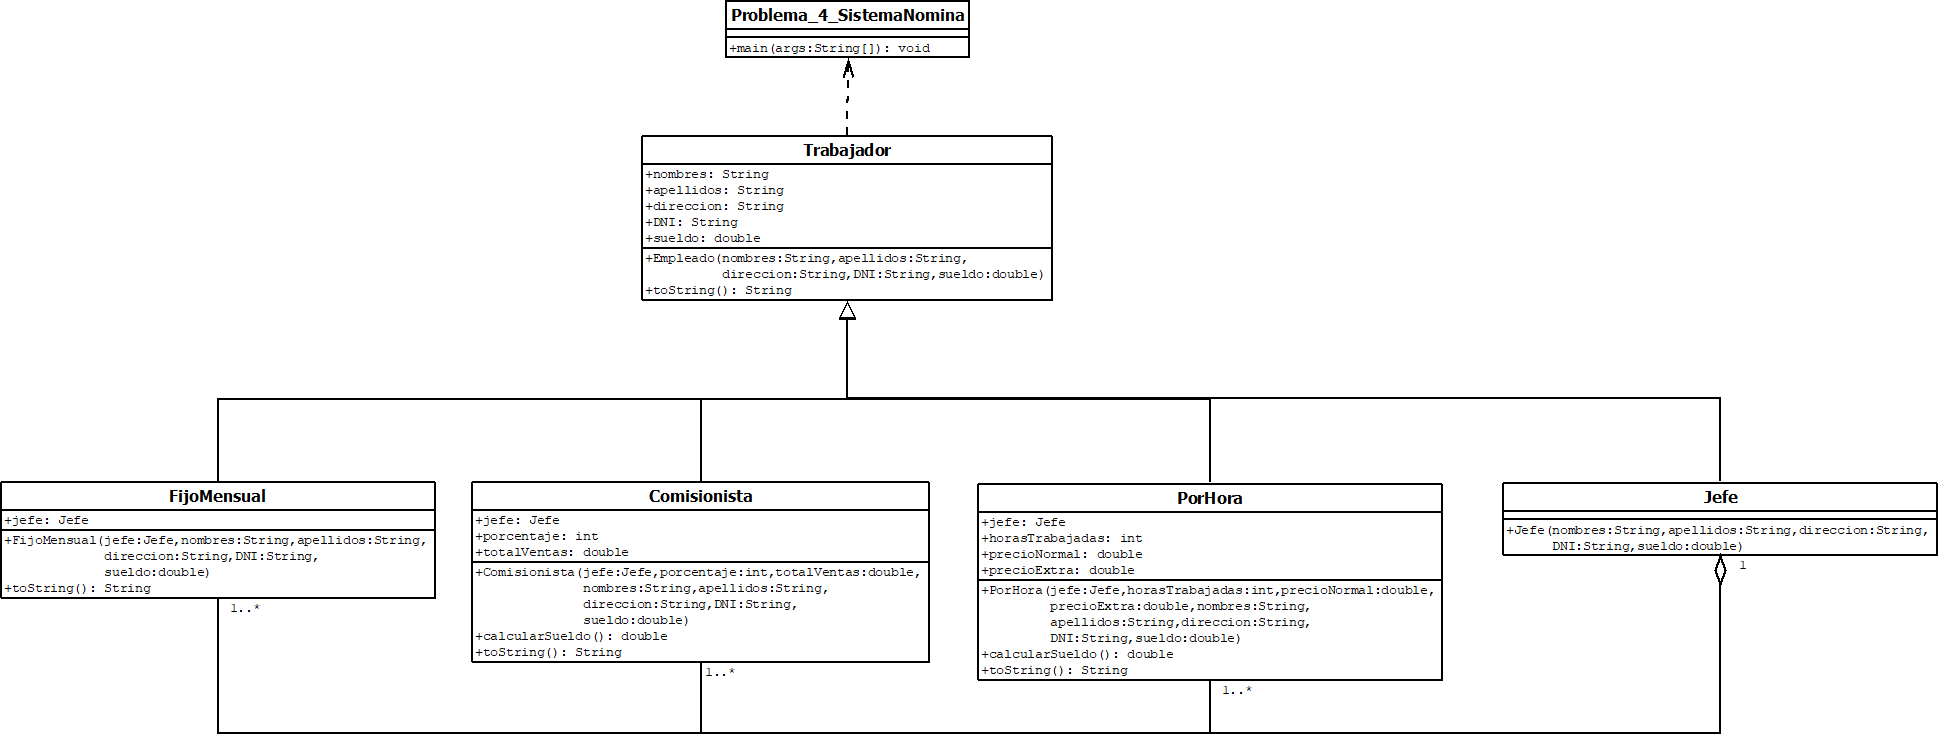 Problema_4_SistemaNomina
+main(args:String[]): void
Trabajador
+nombres: String
+apellidos: String
+direccion: String
+DNI: String
+sueldo: double
+Empleado(nombres:String,apellidos:String,
direccion:String,DNI:String,sueldo:double)
+toString(): String
FijoMensual
+jefe: Jefe
+FijoMensual(jefe:Jefe,nombres:String,apellidos:String,
direccion:String,DNI:String,
sueldo:double)
+toString(): String
1..*
Comisionista
+jefe: Jefe
+porcentaje: int
+totalVentas: double
+Comisionista(jefe:Jefe,porcentaje:int,totalVentas:double,
nombres:String,apellidos:String,
direccion:String,DNI:String,
sueldo:double)
+calcularSueldo(): double
+toString(): String
1..*
PorHora
+jefe: Jefe
+horasTrabajadas: int
+precioNormal: double
+precioExtra: double
+PorHora(jefe:Jefe,horasTrabajadas:int,precioNormal:double,
precioExtra:double,nombres:String,
apellidos:String,direccion:String,
DNI:String,sueldo:double)
+calcularSueldo(): double
+toString(): String
1..*
Jefe
+Jefe(nombres:String,apellidos:String,direccion:String,
DNI:String,sueldo:double)
1